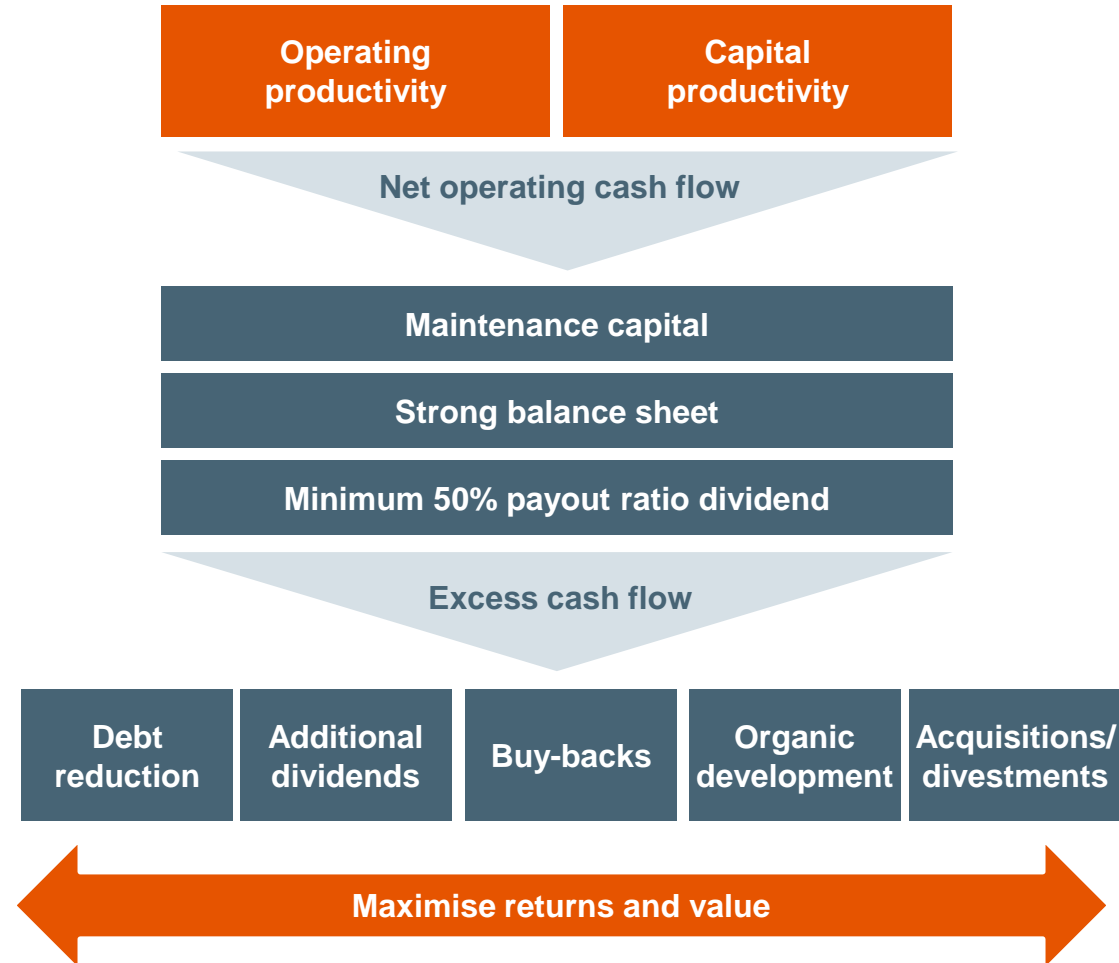 Operating
productivity
Capital
productivity
Net operating cash flow
Maintenance capital
Strong balance sheet
Minimum 50% payout ratio dividend
Excess cash flow
Debt
reduction
Additional
dividends
Buy-backs
Organic
development
Acquisitions/
divestments
Maximise returns and value